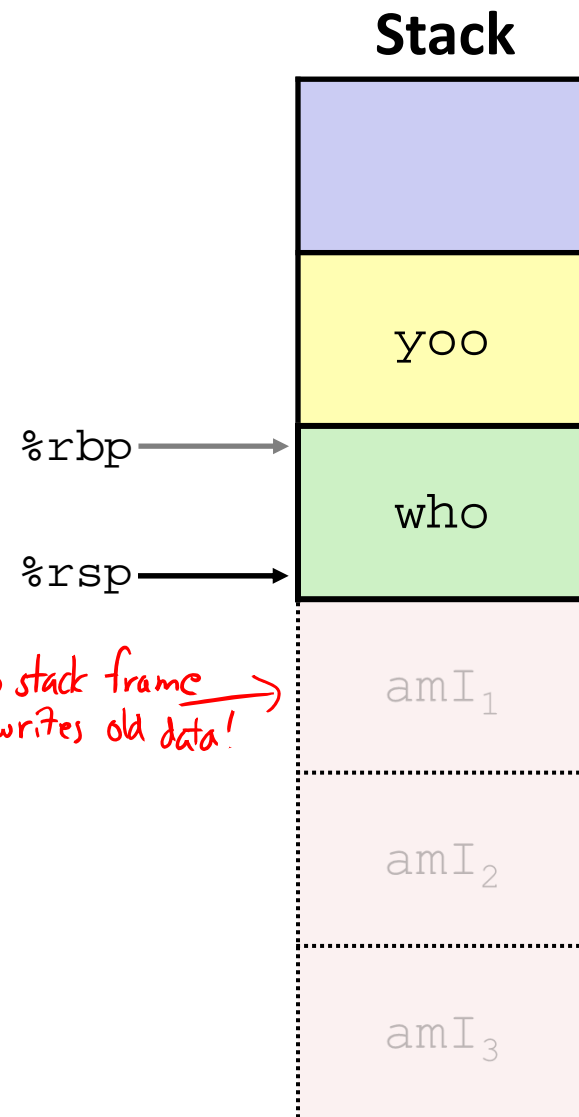 Stack
yoo
%rbp
who
%rsp
stack frame
writes old data!
amI₁
amI₂
amI₃